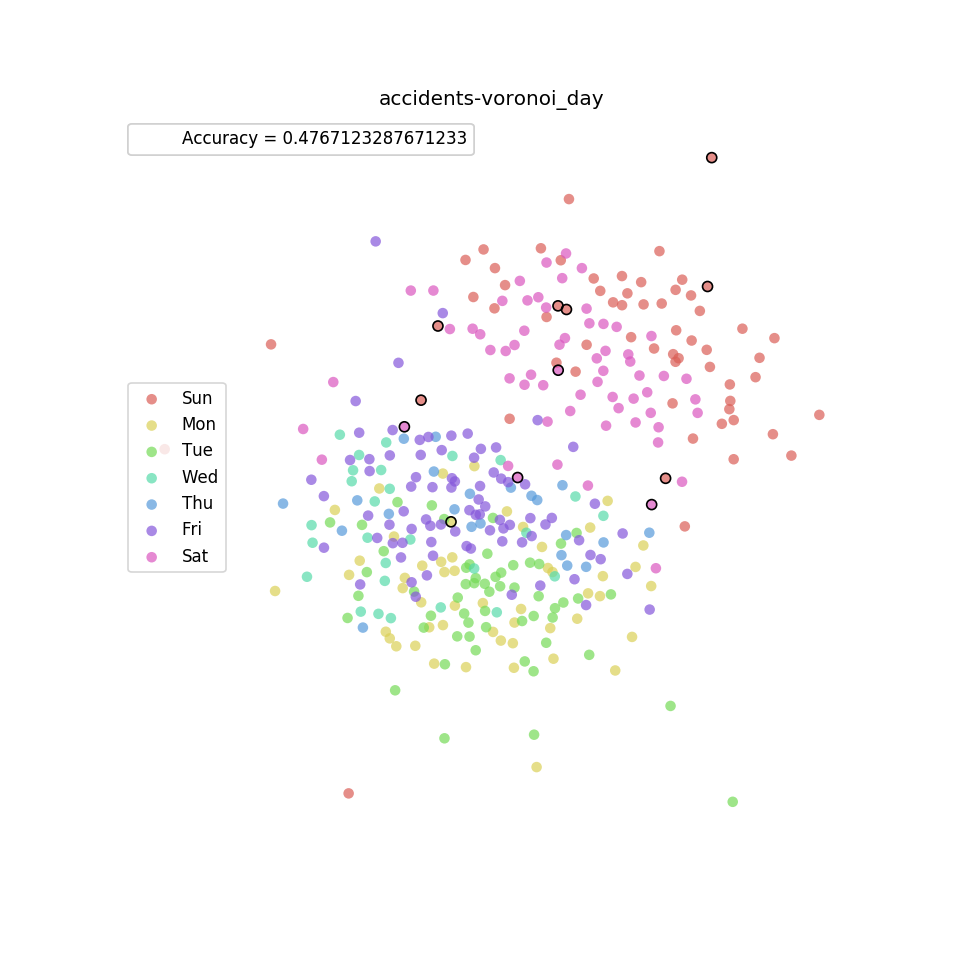 accidents-voronoi_day
Accuracy = 0.4767123287671233
Sun
Mon
Tue
Wed
Thu
Fri
Sat